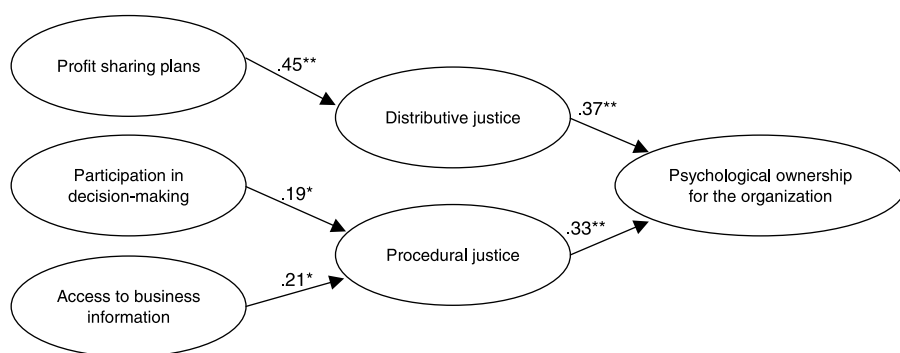 Profit sharing plans
.45**
Distributive justice
.37**
Participation in
decision-making
.19*
Psychological ownership
for the organization
Procedural justice
.33**
Access to business
information
.21*